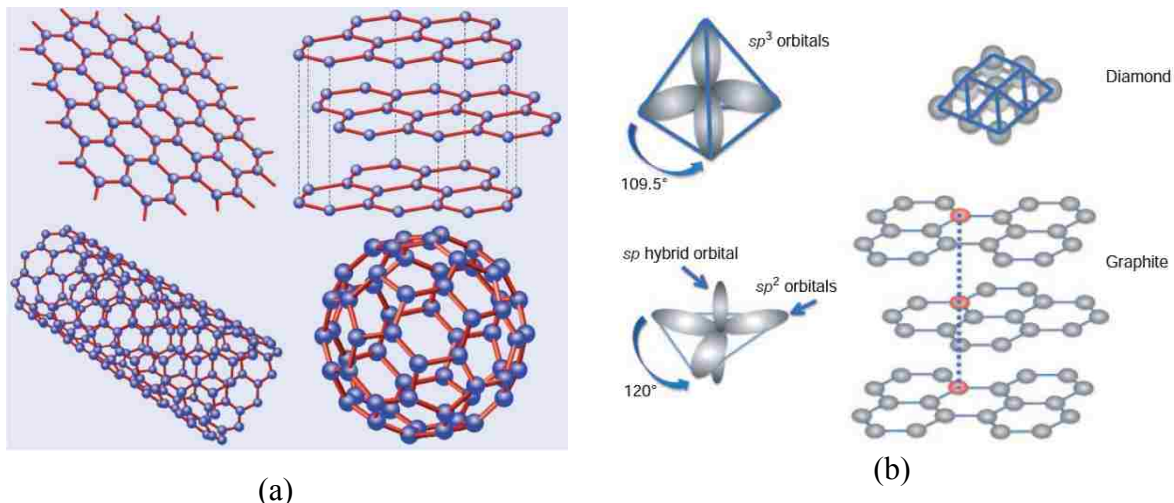 sp³ orbitals
Diamond
109.5°
sp hybrid orbital
sp² orbitals
Graphite
120°
(a)
(b)